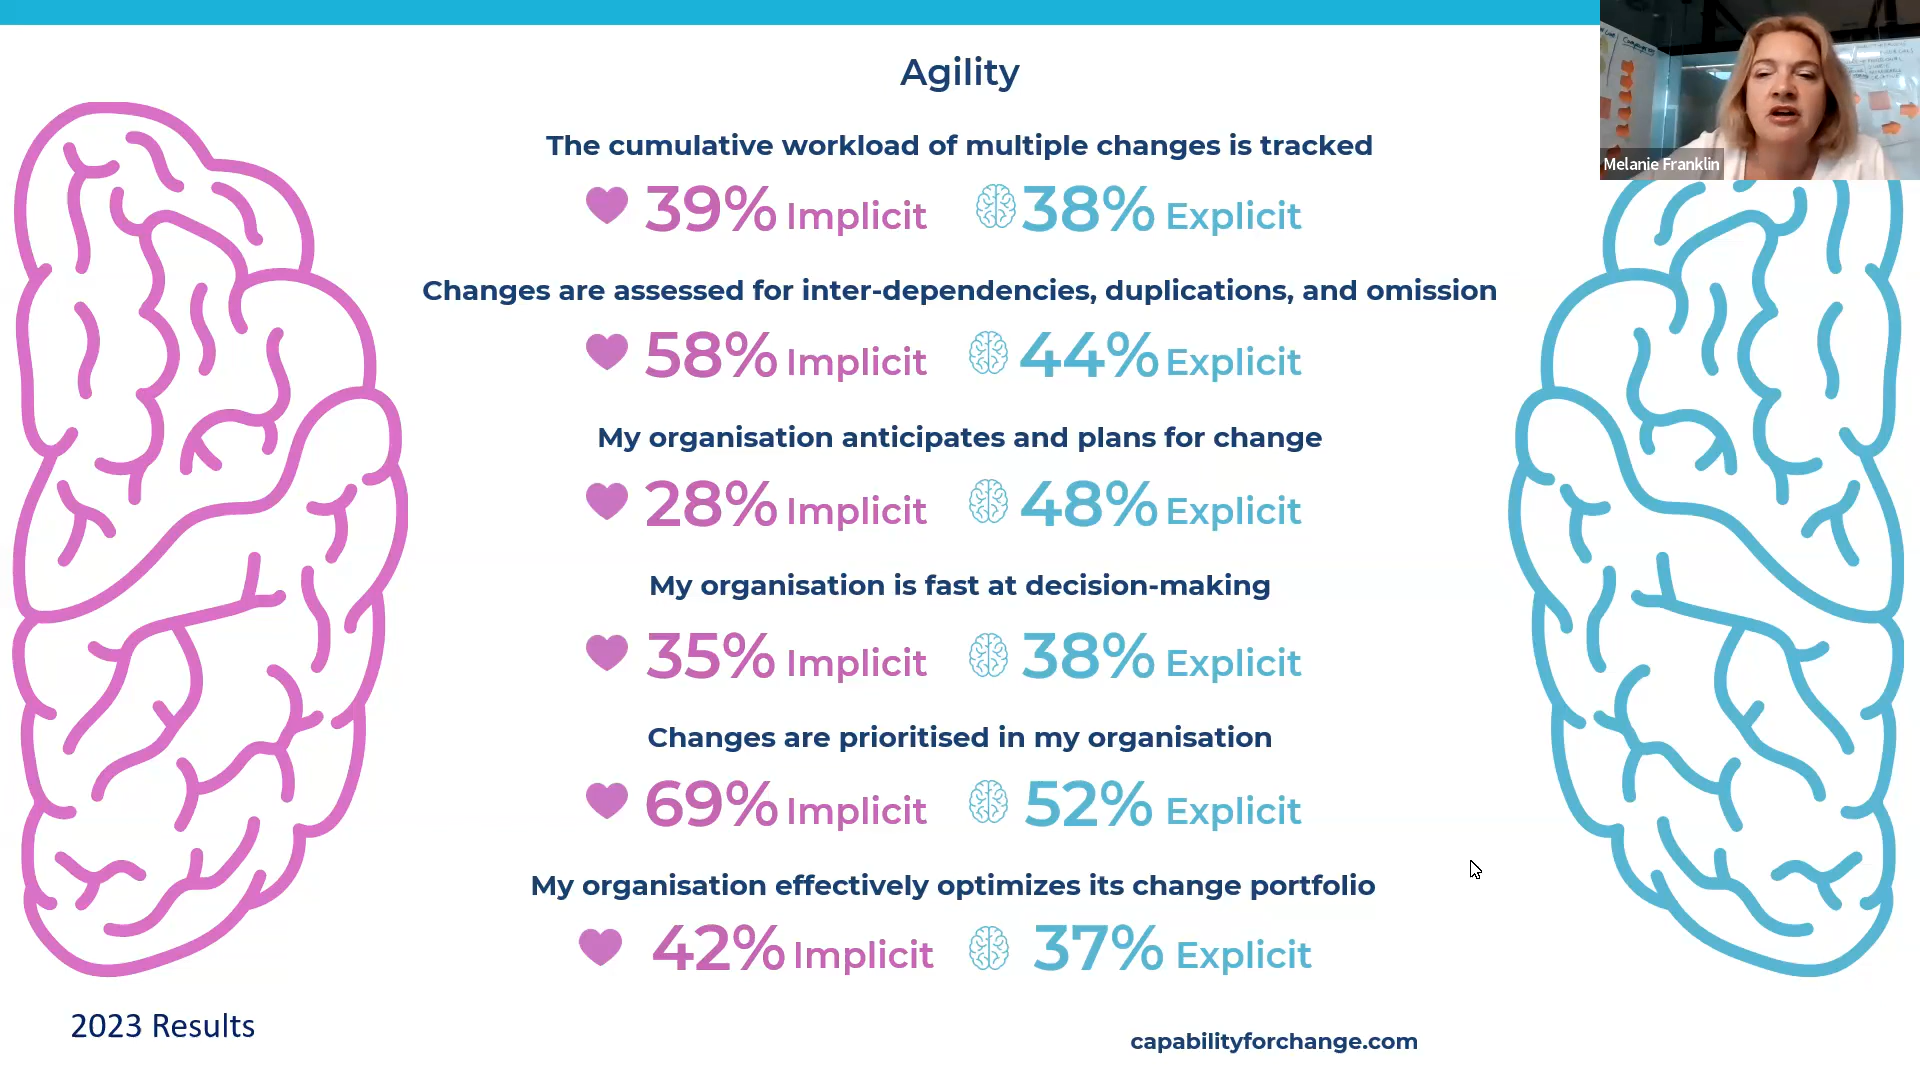 Agility
The cumulative workload of multiple changes is tracked
39% Implicit 38% Explicit
Changes are assessed for inter-dependencies, duplications, and omission
58% Implicit 44% Explicit
My organisation anticipates and plans for change
28% Implicit 48% Explicit
My organisation is fast at decision-making
35% Implicit 38% Explicit
Changes are prioritised in my organisation
69% Implicit 52% Explicit
My organisation effectively optimizes its change portfolio
42% Implicit 37% Explicit
2023 Results
capabilityforchange.com
Melanie Franklin